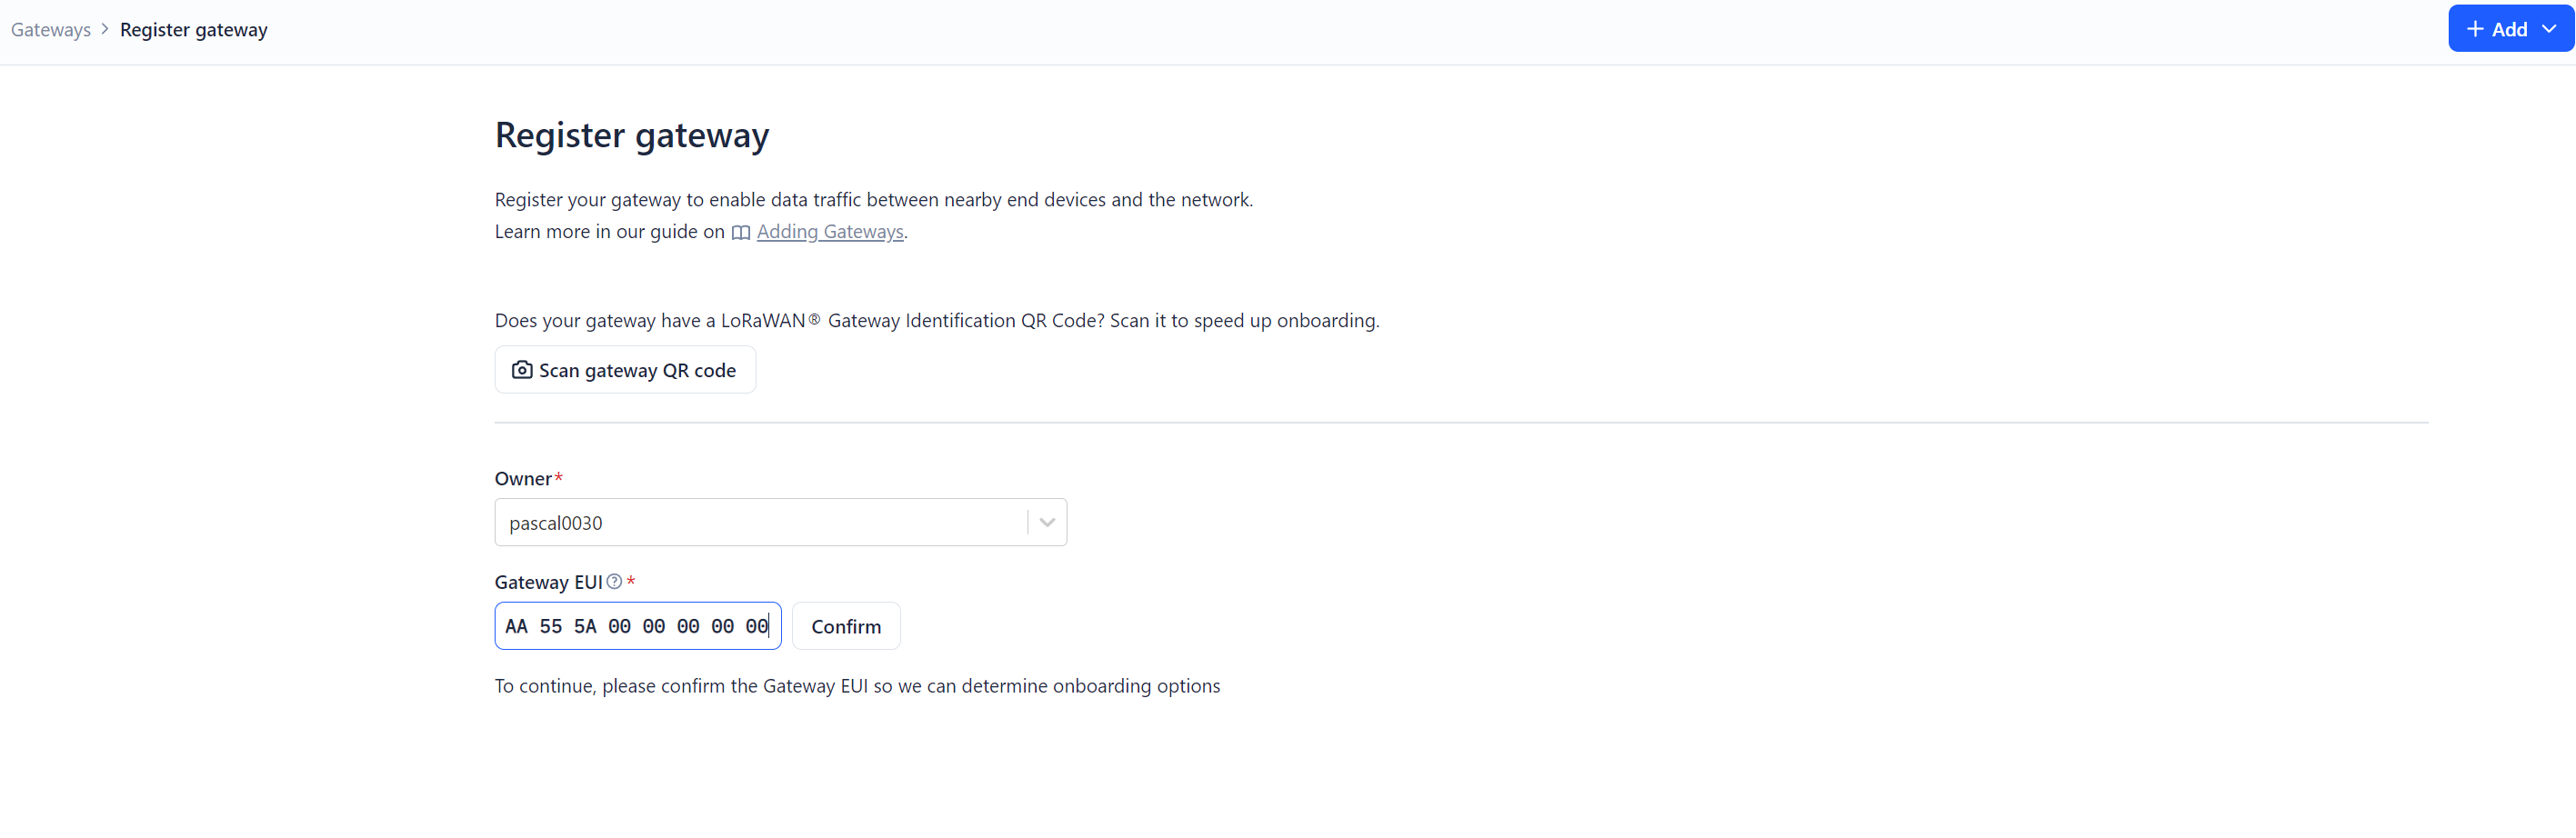 Gateways > Register gateway
+ Add
Register gateway
Register your gateway to enable data traffic between nearby end devices and the network.
Learn more in our guide on Adding Gateways.
Does your gateway have a LoRaWAN® Gateway Identification QR Code? Scan it to speed up onboarding.
Scan gateway QR code
Owner*
pascal0030
Gateway EUI ? *
AA 55 5A 00 00 00 00 00
Confirm
To continue, please confirm the Gateway EUI so we can determine onboarding options